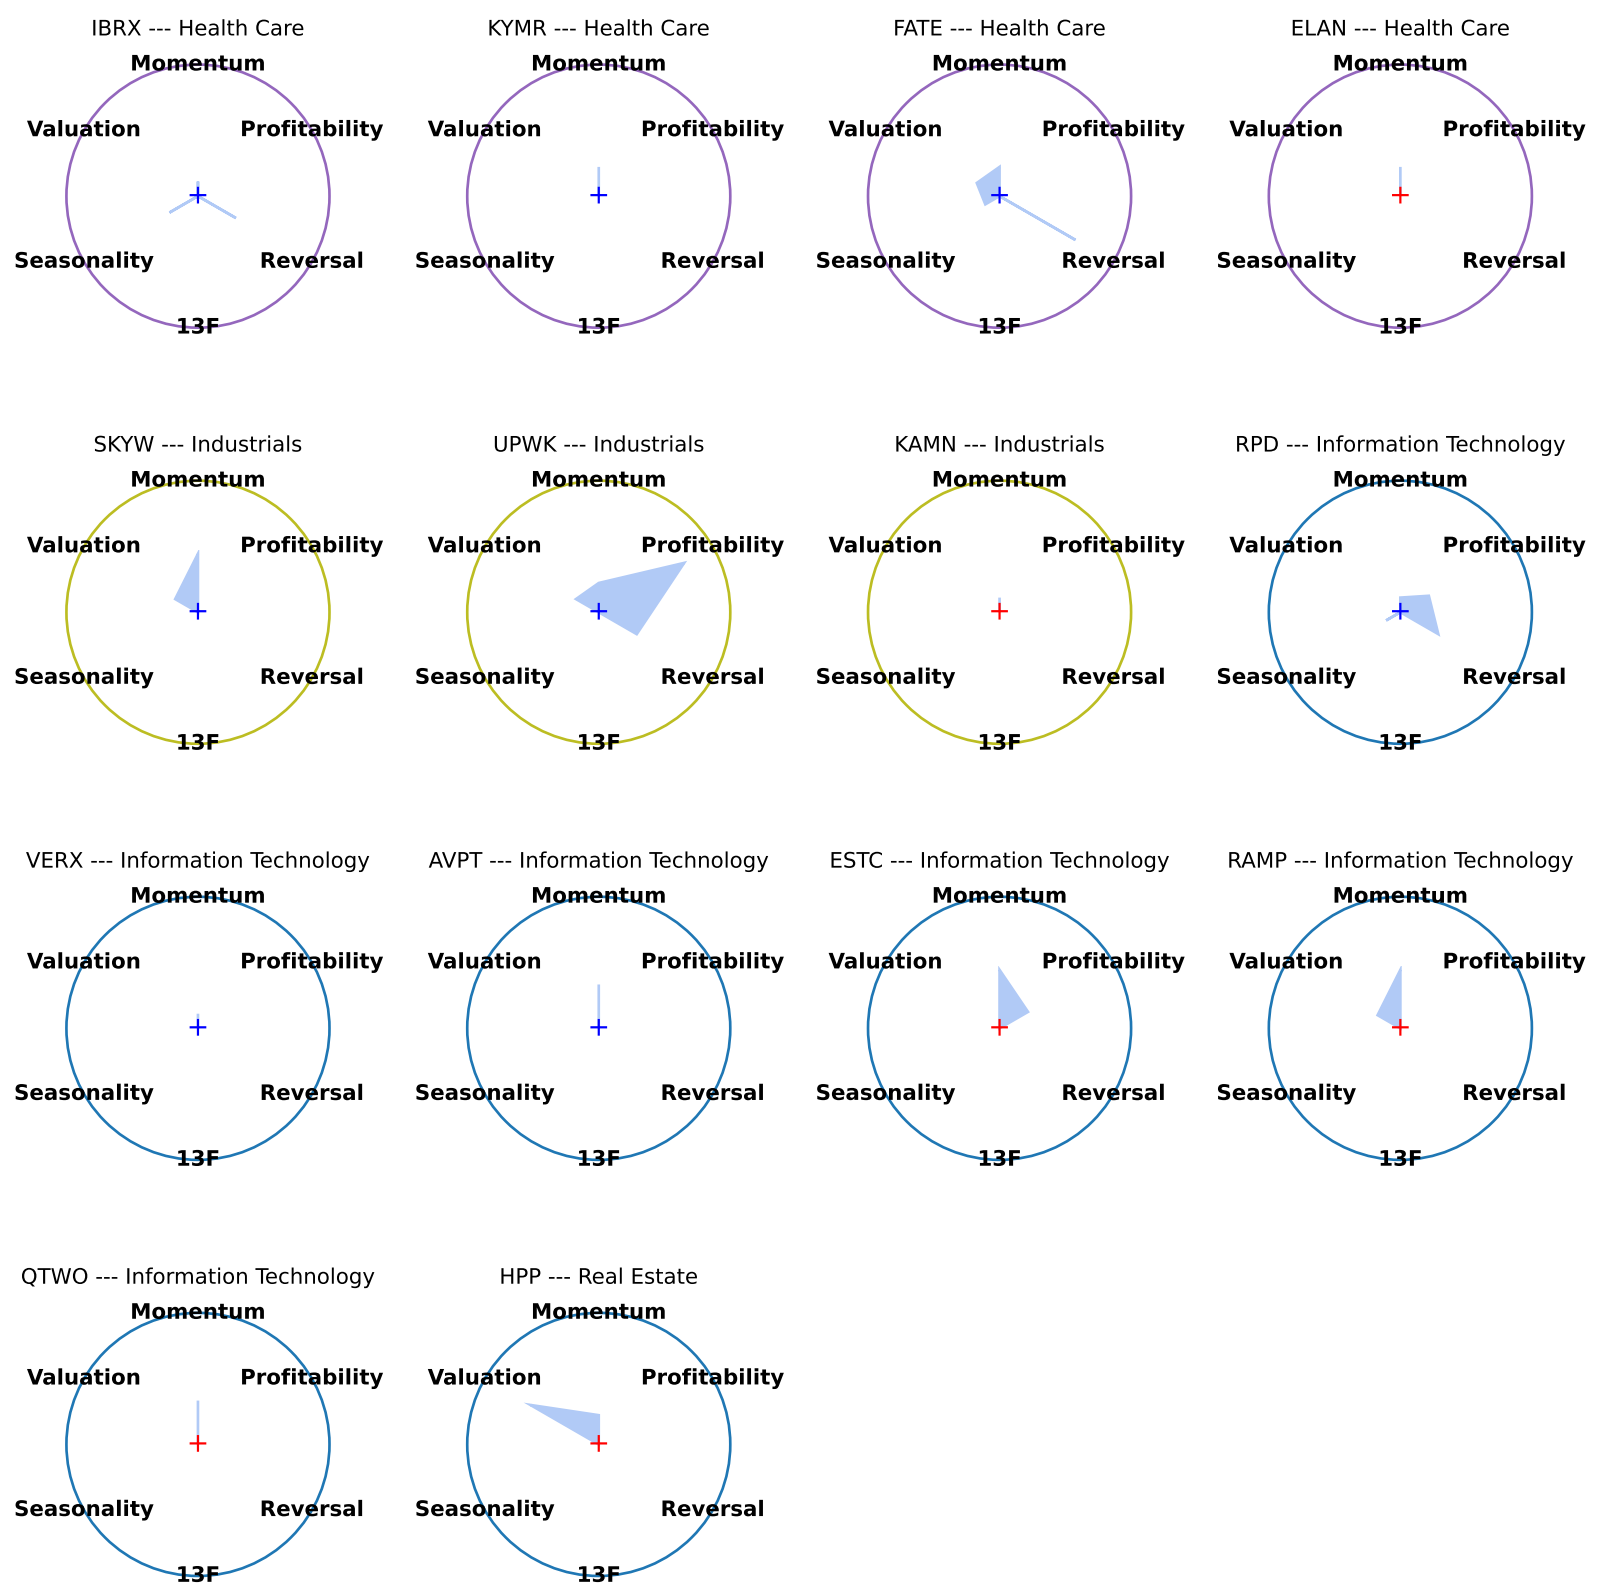 IBRX --- Health Care
Momentum
Valuation
Profitability
Seasonality
Reversal
13F
KYMR --- Health Care
Momentum
Valuation
Profitability
Seasonality
Reversal
13F
FATE --- Health Care
Momentum
Valuation
Profitability
Seasonality
Reversal
13F
ELAN --- Health Care
Momentum
Valuation
Profitability
Seasonality
Reversal
13F
SKYW --- Industrials
Momentum
Valuation
Profitability
Seasonality
Reversal
13F
UPWK --- Industrials
Momentum
Valuation
Profitability
Seasonality
Reversal
13F
KAMN --- Industrials
Momentum
Valuation
Profitability
Seasonality
Reversal
13F
RPD --- Information Technology
Momentum
Valuation
Profitability
Seasonality
Reversal
13F
VERX --- Information Technology
Momentum
Valuation
Profitability
Seasonality
Reversal
13F
AVPT --- Information Technology
Momentum
Valuation
Profitability
Seasonality
Reversal
13F
ESTC --- Information Technology
Momentum
Valuation
Profitability
Seasonality
Reversal
13F
RAMP --- Information Technology
Momentum
Valuation
Profitability
Seasonality
Reversal
13F
QTWO --- Information Technology
Momentum
Valuation
Profitability
Seasonality
Reversal
13F
HPP --- Real Estate
Momentum
Valuation
Profitability
Seasonality
Reversal
13F